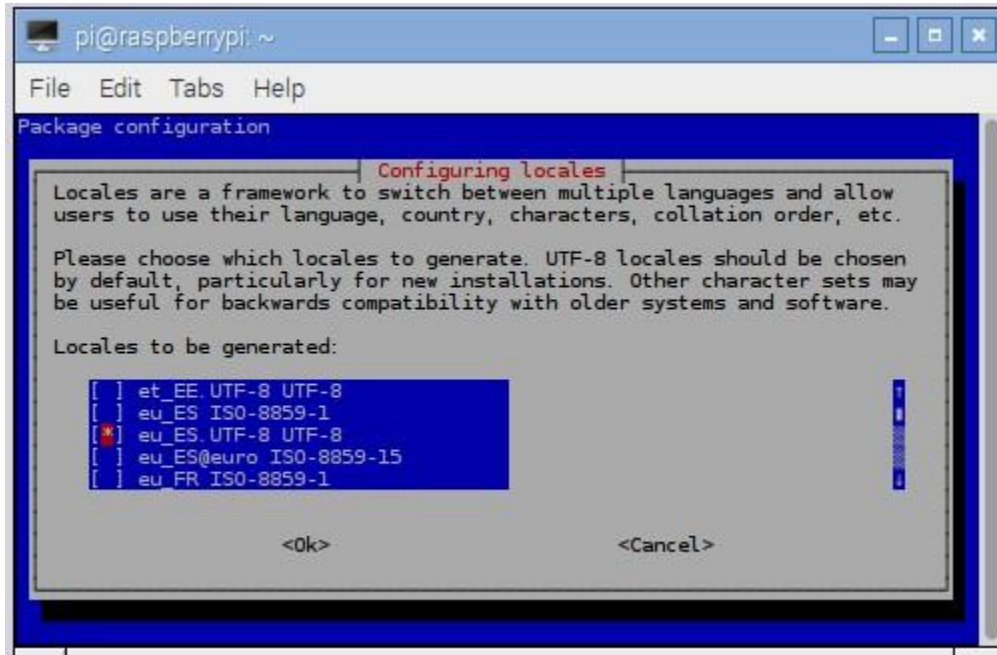 pi@raspberrypi: ~
File Edit Tabs Help
Package configuration
Configuring locales
Locales are a framework to switch between multiple languages and allow
users to use their language, country, characters, collation order, etc.
Please choose which locales to generate. UTF-8 locales should be chosen
by default, particularly for new installations. Other character sets may
be useful for backwards compatibility with older systems and software.
Locales to be generated:
[ ] et_EE.UTF-8 UTF-8
[ ] eu_ES ISO-8859-1
[*] eu_ES.UTF-8 UTF-8
[ ] eu_ES@euro ISO-8859-15
[ ] eu_FR ISO-8859-1
<Ok> <Cancel>